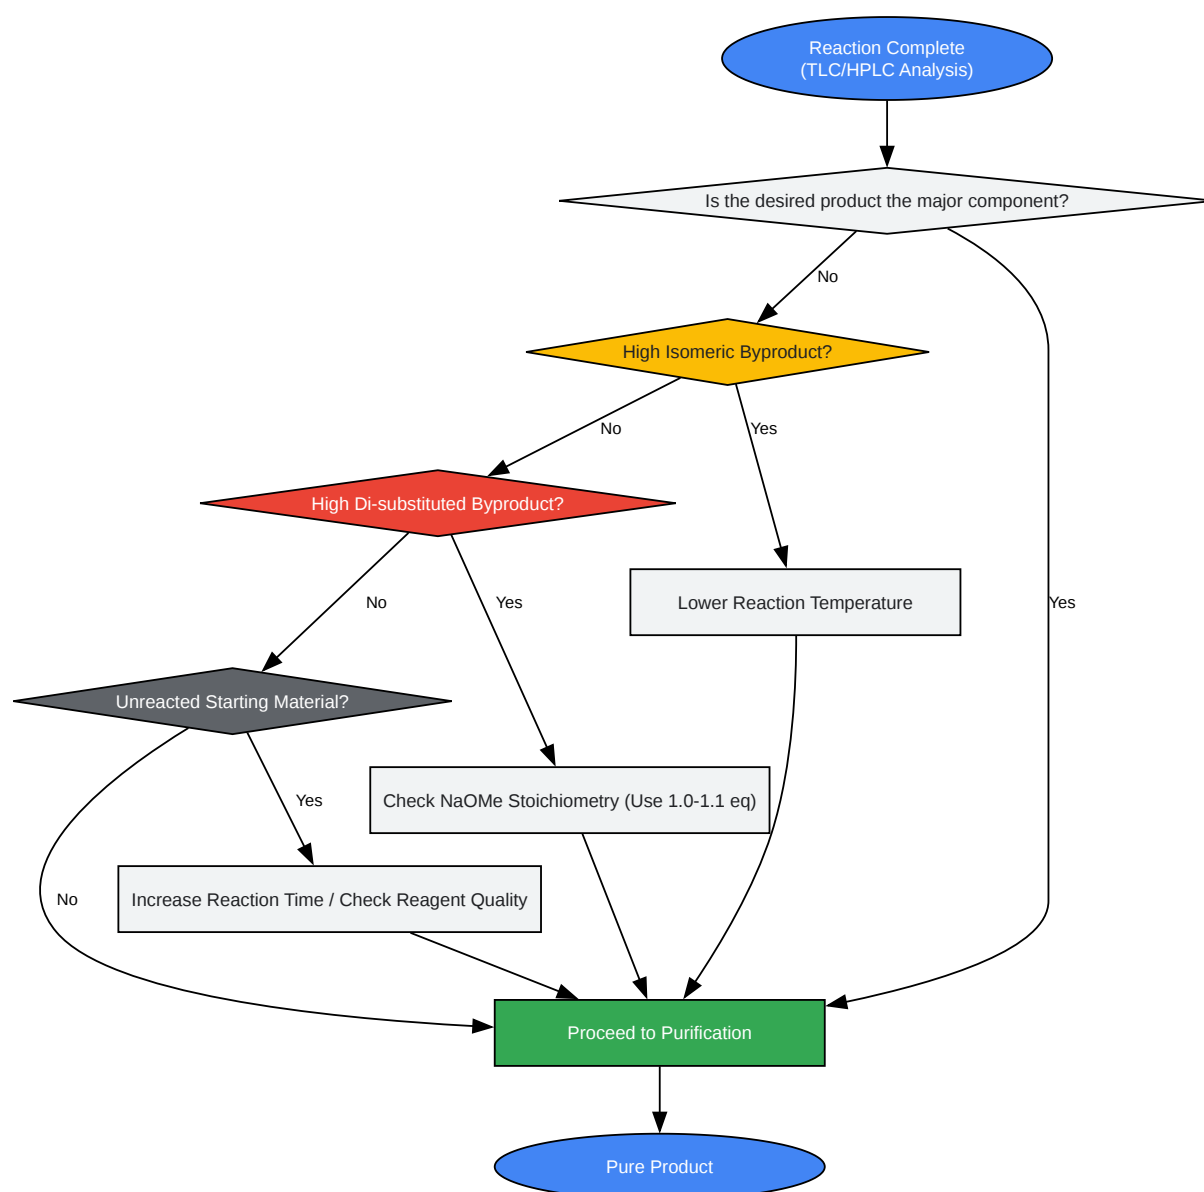 Reaction Complete
(TLC/HPLC Analysis)
Is the desired product the major component?
No
High Isomeric Byproduct?
No
Yes
High Di-substituted Byproduct?
No
Yes
Lower Reaction Temperature
Yes
Unreacted Starting Material?
Yes
Check NaOMe Stoichiometry (Use 1.0-1.1 eq)
No
Increase Reaction Time / Check Reagent Quality
Proceed to Purification
Pure Product